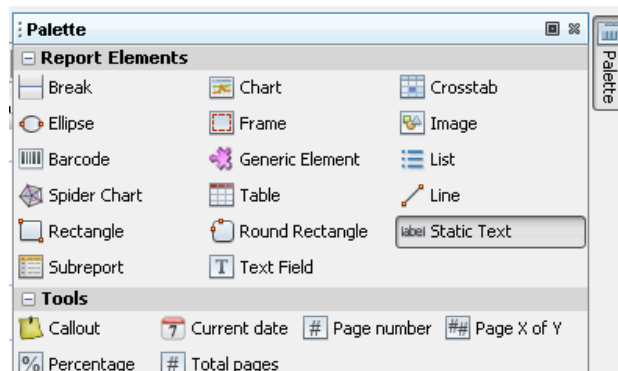 Palette
Report Elements
Break Chart Crosstab
Ellipse Frame Image
Barcode Generic Element List
Spider Chart Table Line
Rectangle Round Rectangle label Static Text
Subreport T Text Field
Tools
Callout 7 Current date # Page number ## Page X of Y
% Percentage # Total pages
Palette